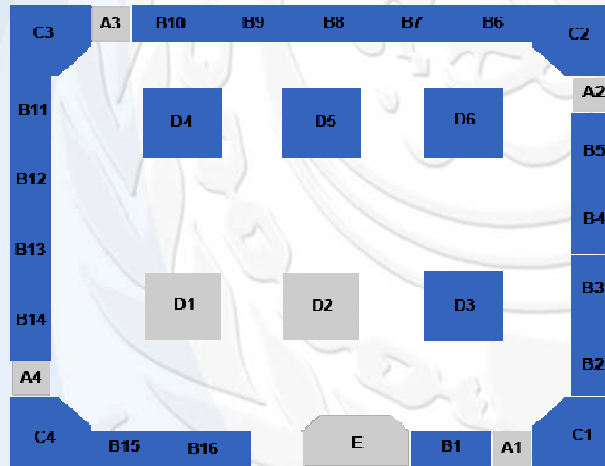 C3 A3 B10 B9 B8 B7 B6 C2
A2
B11 D4 D5 D6 B5
B12 B4
B13 B3
D1 D2 D3
B14 B2
A4
C4 B15 B16 E B1 A1 C1